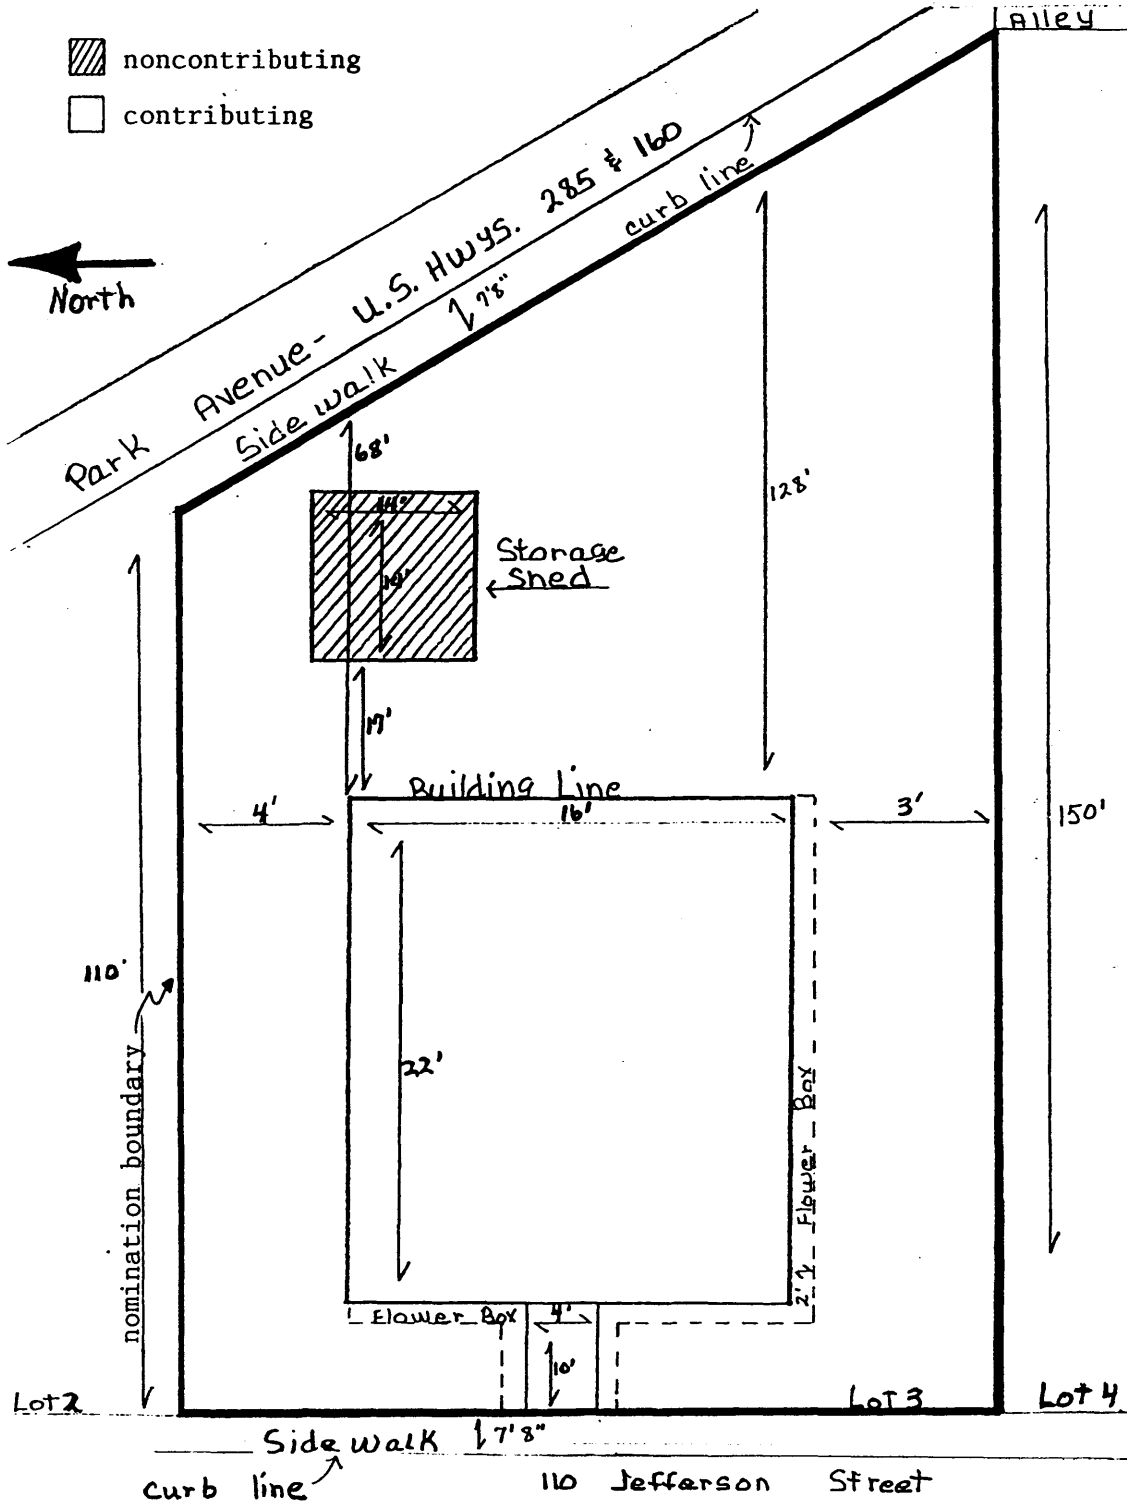 Alley
noncontributing
contributing
Park Avenue - U.S. Hwys. 285 & 160
curb line
7'8"
North
Side walk
68'
14'
128'
Storage
Shed
17'
Building Line
4'
16'
3'
150'
110'
22'
nomination boundary
2' Flower Box
Flower Box
4'
10'
Lot 2
Lot 3
Lot 4
Side walk
7'8"
curb line
110 Jefferson Street